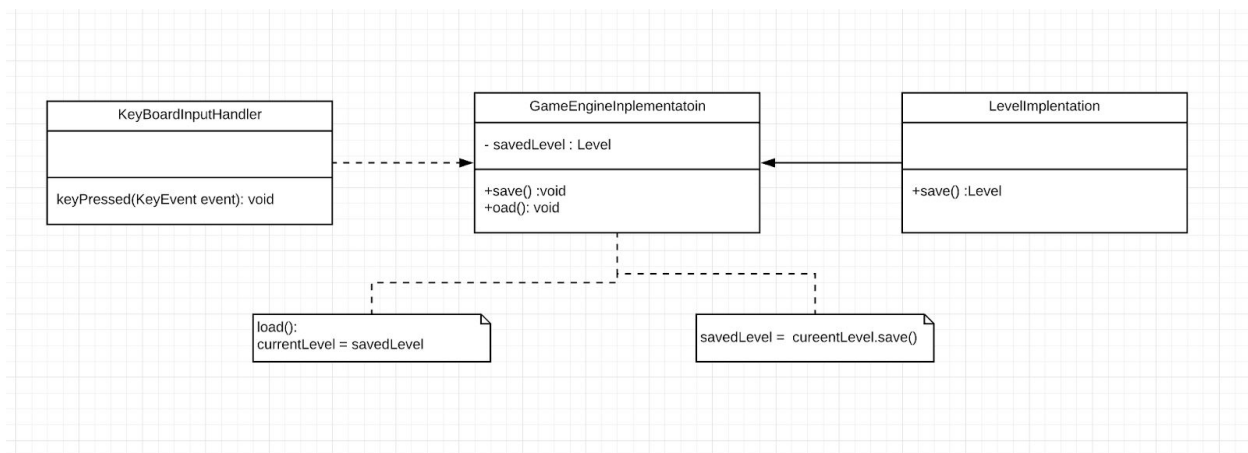 KeyBoardInputHandler
keyPressed(KeyEvent event): void
GameEngineInplementatoin
- savedLevel : Level
+save() :void
+oad(): void
LevelImplentation
+save() :Level
load():
currentLevel = savedLevel
savedLevel = cureentLevel.save()